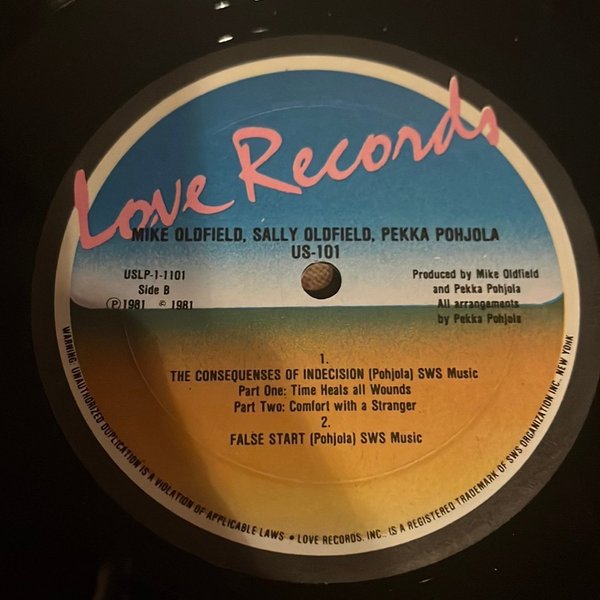 Love Records
MIKE OLDFIELD, SALLY OLDFIELD, PEKKA POHJOLA
US-101
USLP-1-1101
Side B
Ⓟ1981 © 1981
Produced by Mike Oldfield
and Pekka Pohjola
All arrangements
by Pekka Pohjola
1.
THE CONSEQUENSES OF INDECISION (Pohjola) SWS Music
Part One: Time Heals all Wounds
Part Two: Comfort with a Stranger
2.
FALSE START (Pohjola) SWS Music
WARNING: UNAUTHORIZED DUPLICATION IS A VIOLATION OF APPLICABLE LAWS • LOVE RECORDS, INC., IS A REGISTERED TRADEMARK OF SWS ORGANIZATION INC. NEW YORK